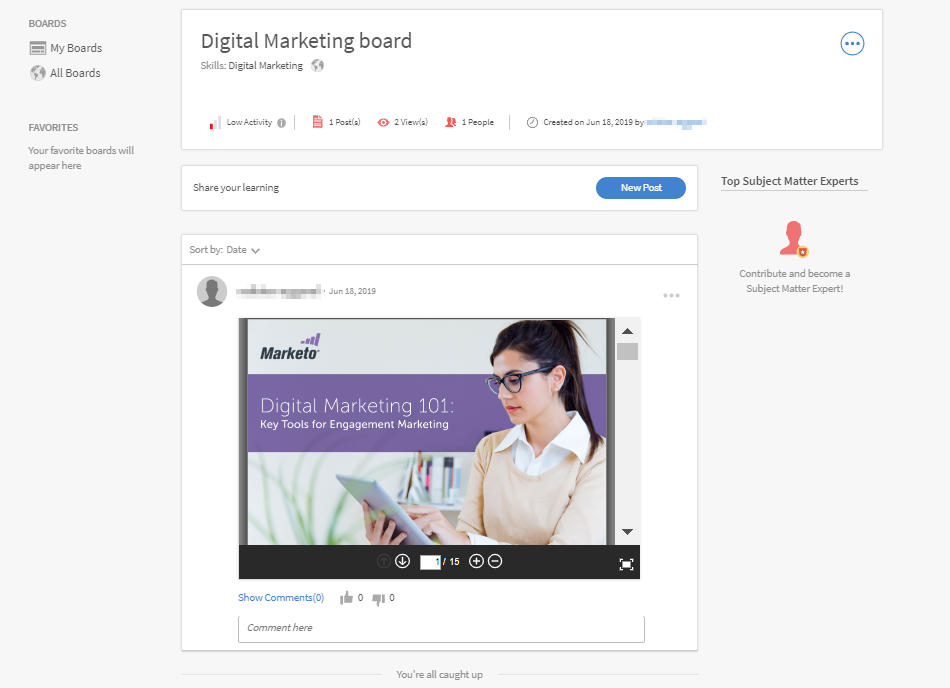 BOARDS
My Boards
All Boards
FAVORITES
Your favorite boards will
appear here
Digital Marketing board
Skills: Digital Marketing
Low Activity
1 Post(s)
2 View(s)
1 People
Created on Jun 18, 2019 by
Share your learning
New Post
Top Subject Matter Experts
Contribute and become a
Subject Matter Expert!
Sort by: Date
Jun 18, 2019
Marketo
Digital Marketing 101:
Key Tools for Engagement Marketing
1 / 15
Show Comments(0)
0
0
Comment here
You're all caught up